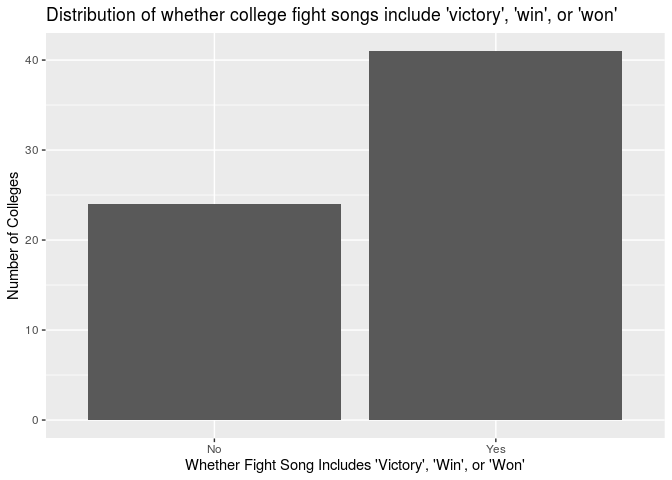 Distribution of whether college fight songs include 'victory', 'win', or 'won'
40
30
20
10
0
Number of Colleges
No
Yes
Whether Fight Song Includes 'Victory', 'Win', or 'Won'